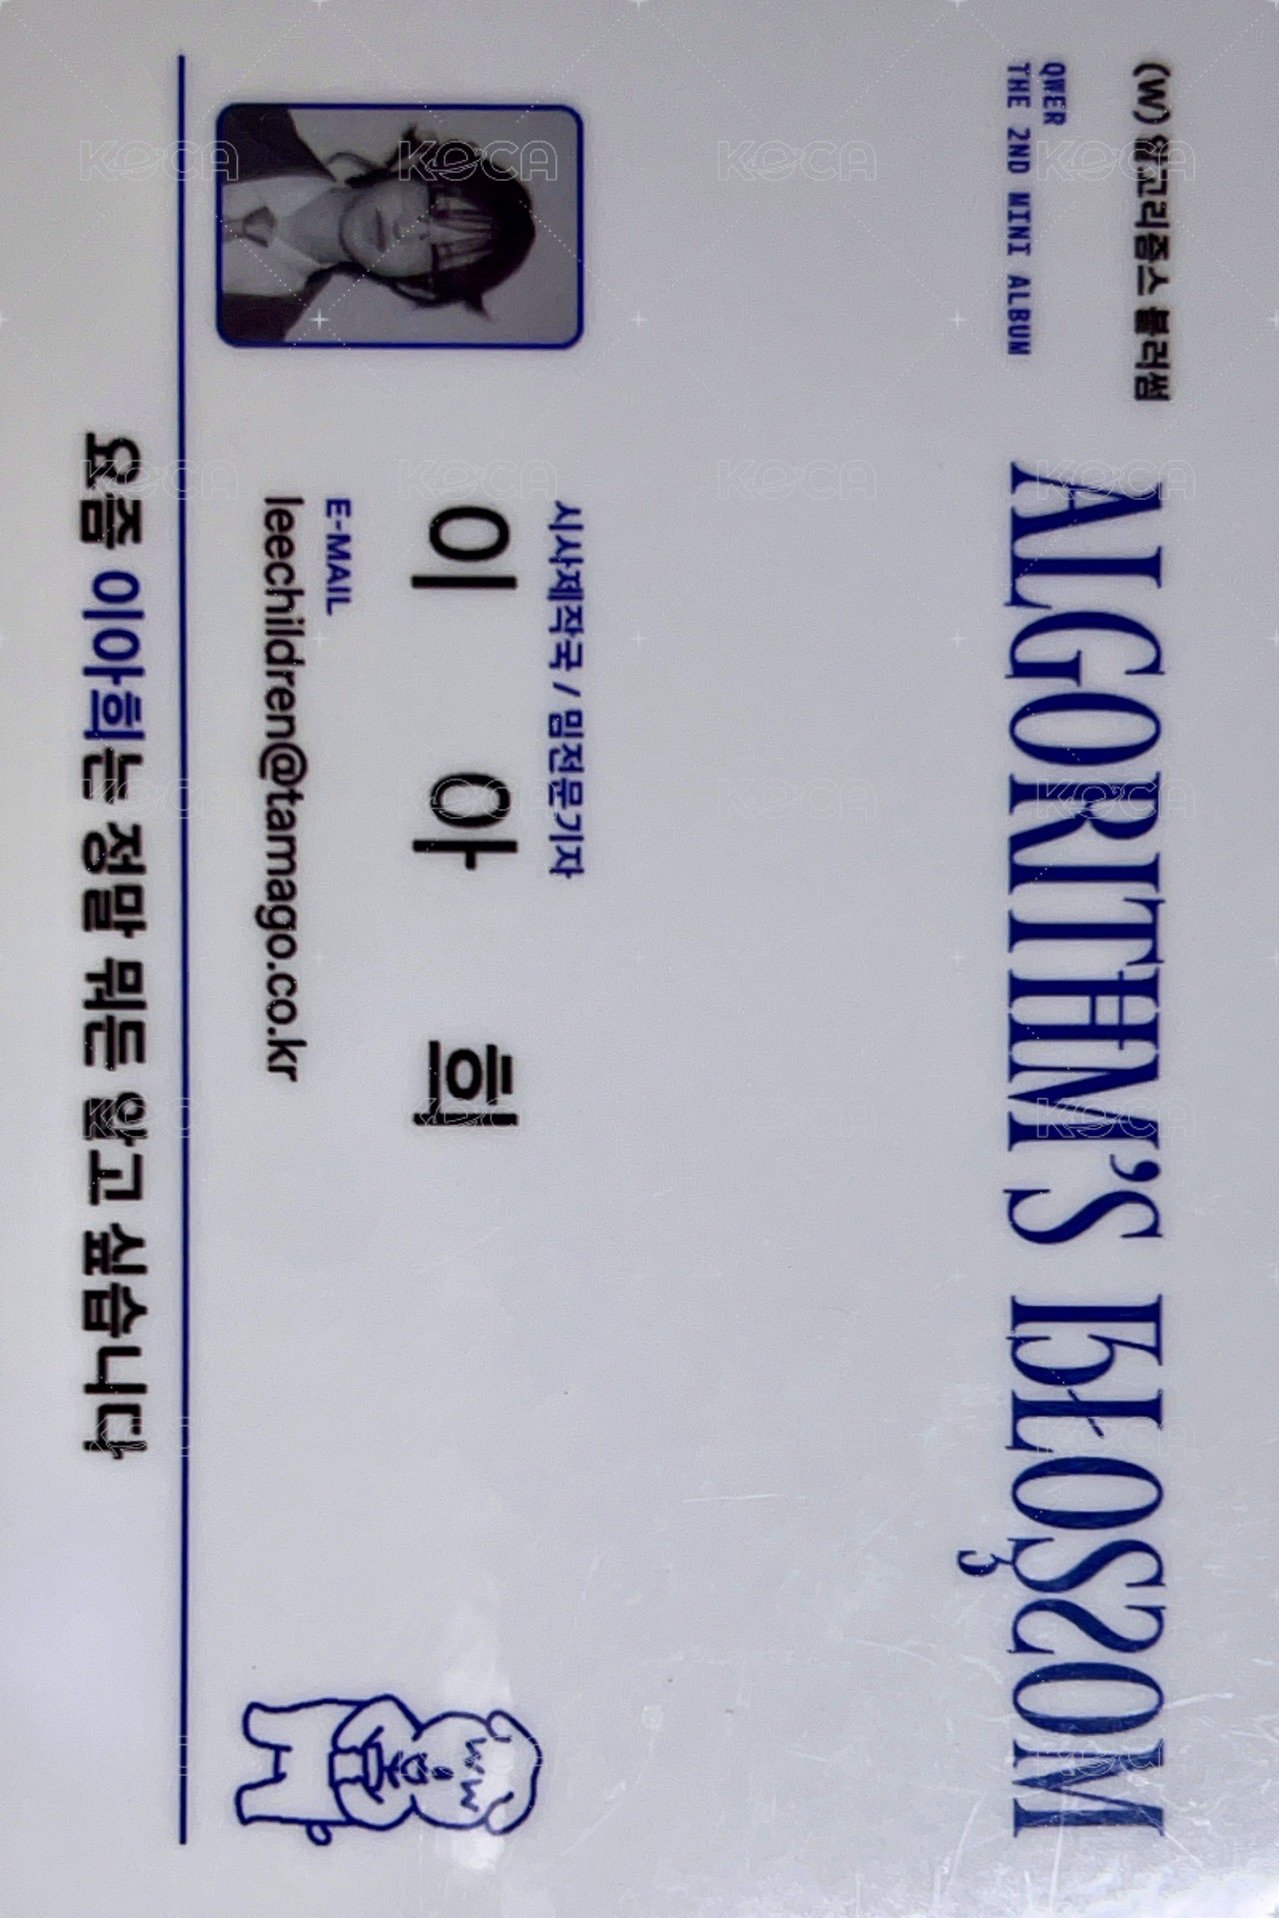 (W) 알고리즘스 블러썸
QWER
THE 2ND MINI ALBUM
ALGORITHM'S BLOSSOM
시사제작국 / 밈전문기자
이아희
E-MAIL
leechildren@tamago.co.kr
요즘 이아희는 정말 뭐든 알고 싶습니다
KOCA